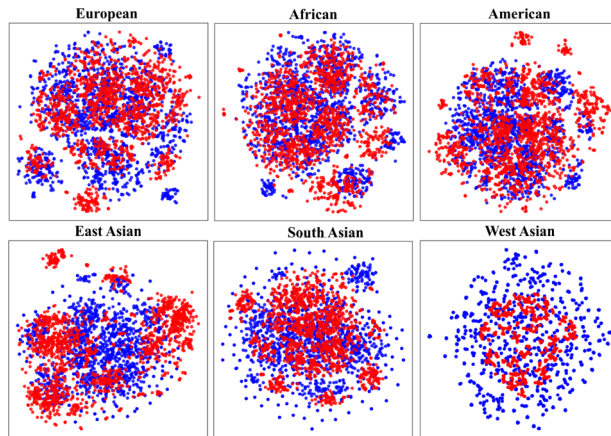 European
African
American
East Asian
South Asian
West Asian